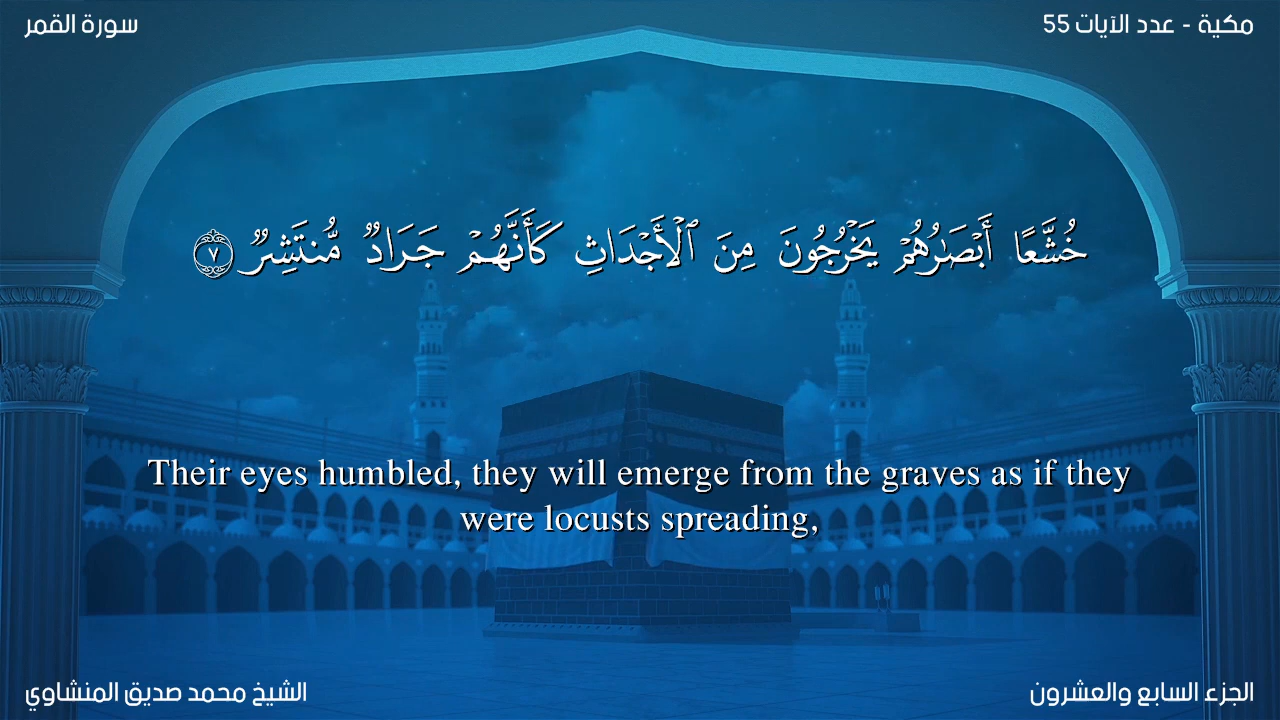 سورة القمر
مكية - عدد الآيات 55
خُشَّعًا أَبْصَـٰرُهُمْ يَخْرُجُونَ مِنَ ٱلْأَجْدَاثِ كَأَنَّهُمْ جَرَادٌ مُّنتَشِرٌ ٧
Their eyes humbled, they will emerge from the graves as if they
were locusts spreading,
الشيخ محمد صديق المنشاوي
الجزء السابع والعشرون